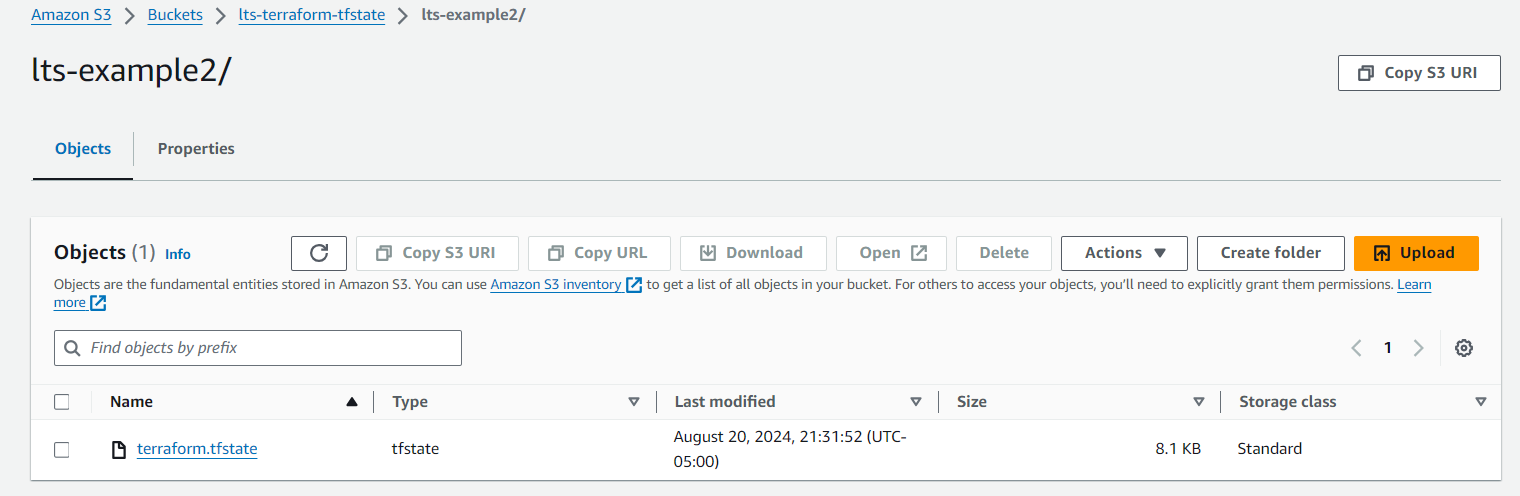 Amazon S3 > Buckets > lts-terraform-tfstate > lts-example2/
lts-example2/
Copy S3 URI
Objects Properties
Objects (1) Info Copy S3 URI Copy URL Download Open Delete Actions Create folder Upload
Objects are the fundamental entities stored in Amazon S3. You can use Amazon S3 inventory to get a list of all objects in your bucket. For others to access your objects, you'll need to explicitly grant them permissions. Learn
more
Find objects by prefix
1
Name Type Last modified Size Storage class
terraform.tfstate tfstate August 20, 2024, 21:31:52 (UTC-
05:00) 8.1 KB Standard